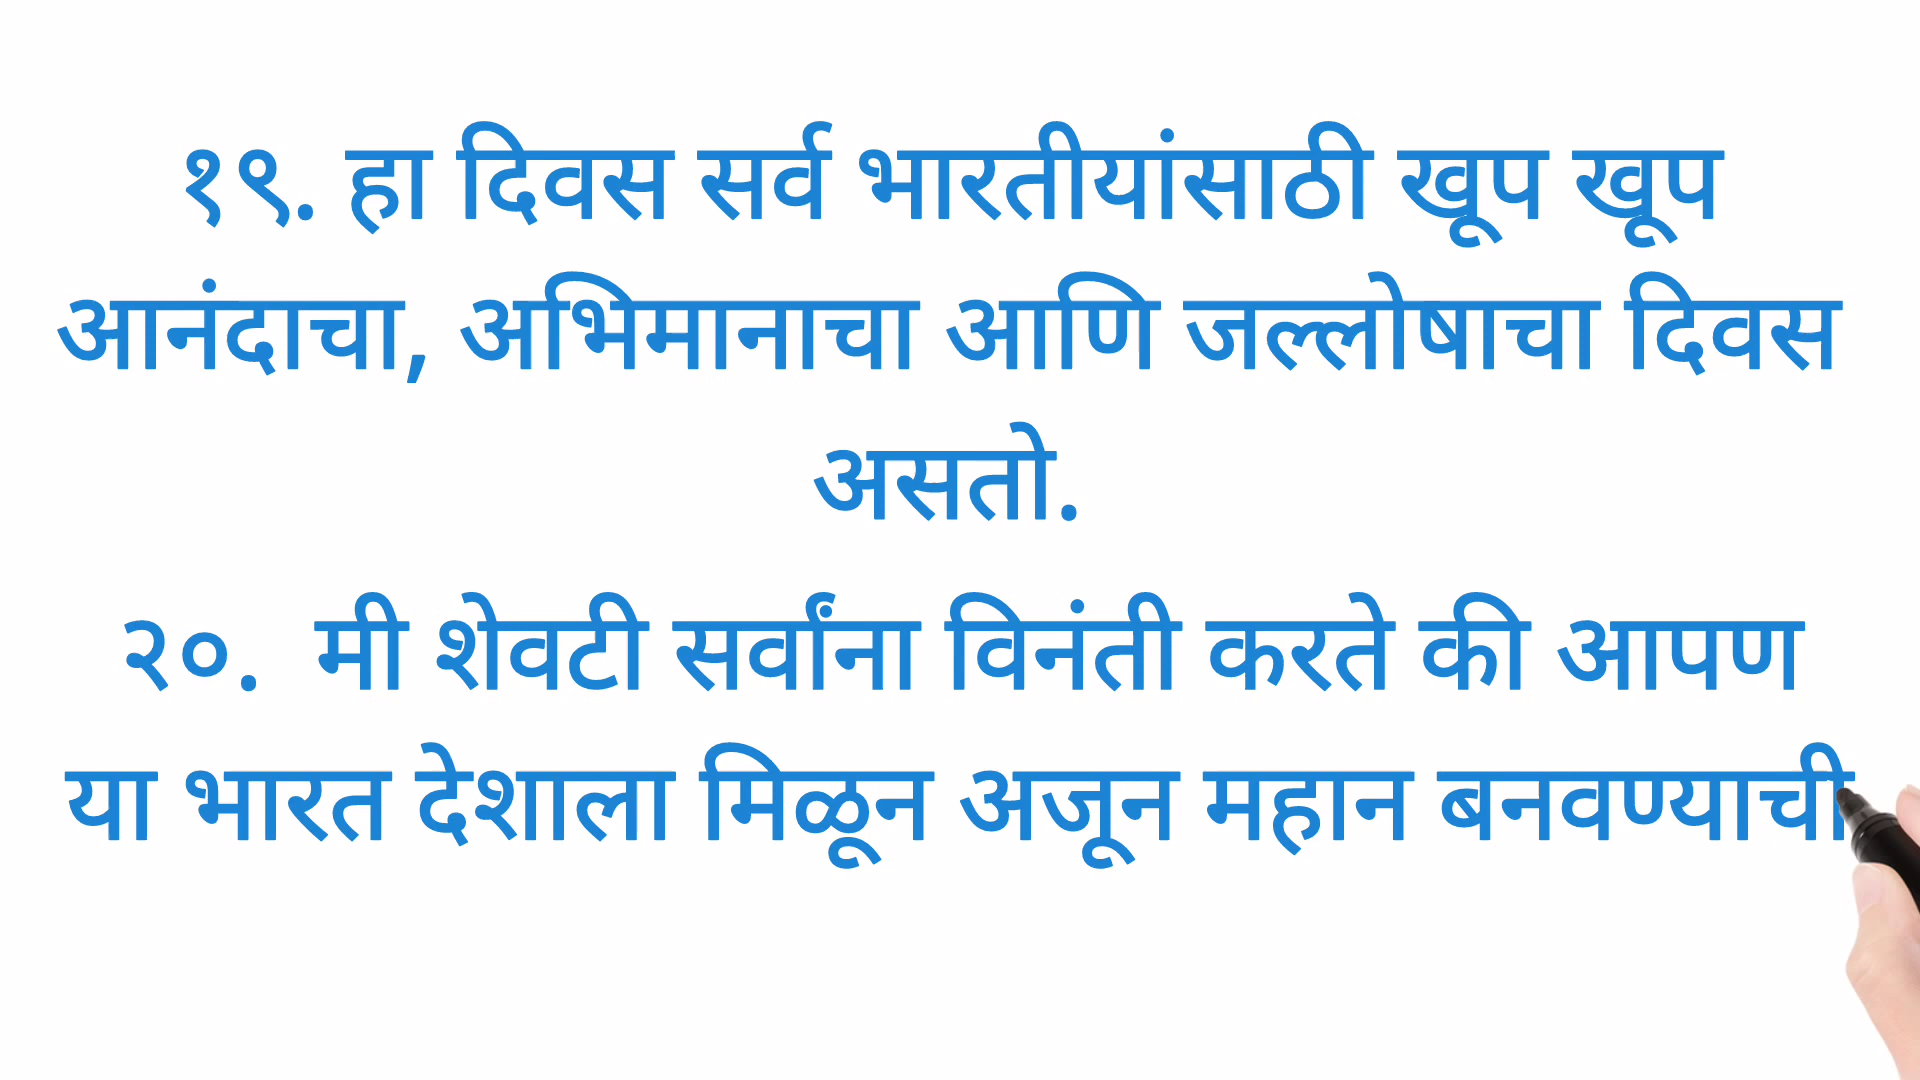 १९. हा दिवस सर्व भारतीयांसाठी खूप खूप
आनंदाचा, अभिमानाचा आणि जल्लोषाचा दिवस
असतो.
२०. मी शेवटी सर्वांना विनंती करते की आपण
या भारत देशाला मिळून अजून महान बनवण्याची